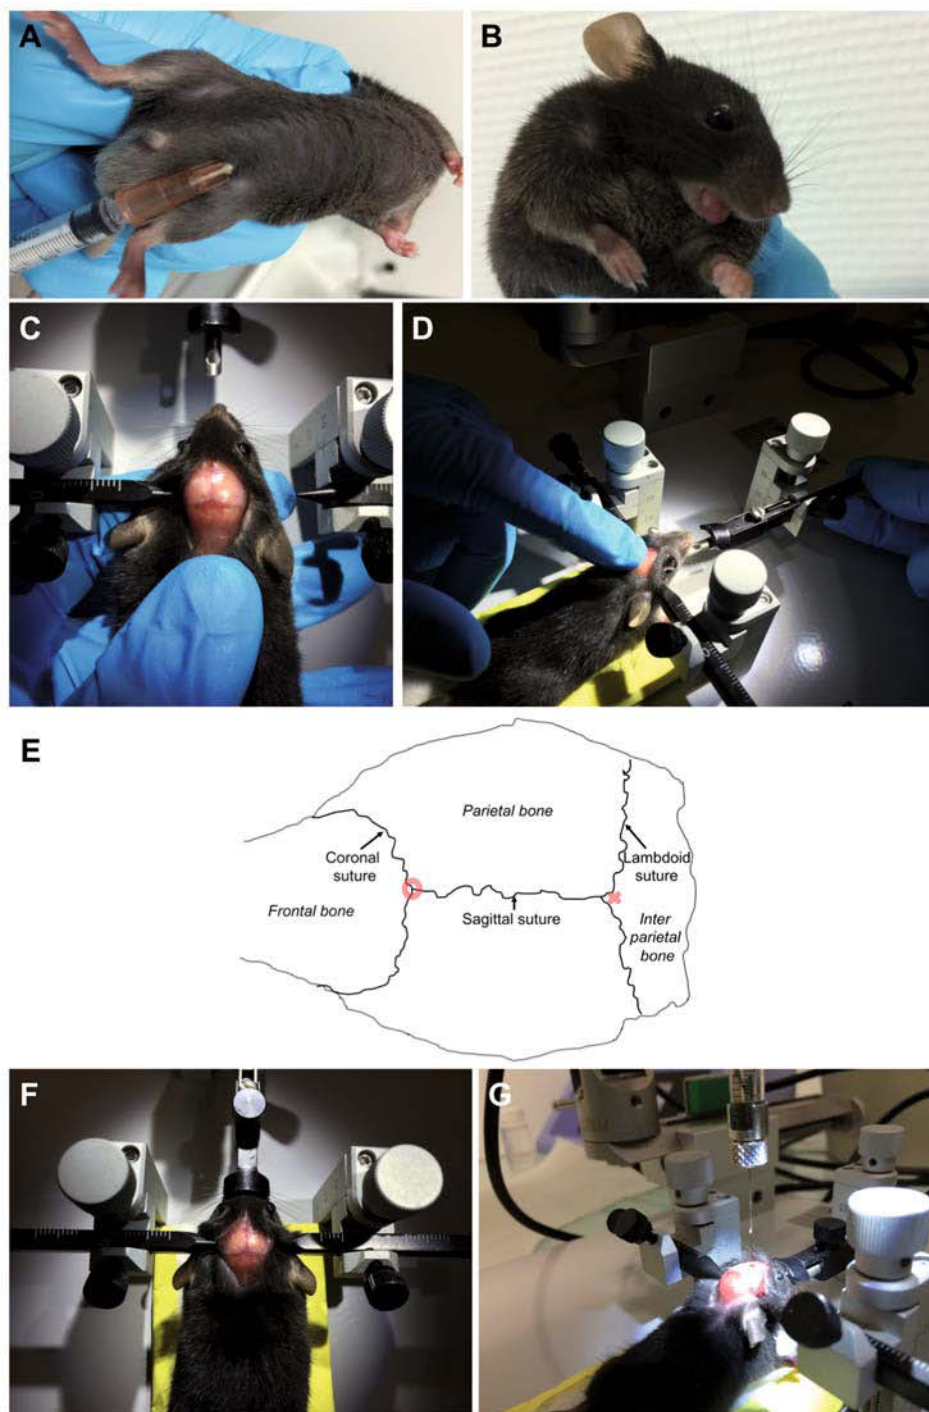 A
B
C
D
E
Parietal bone
Coronal
suture
Lambdoid
suture
Frontal bone
Sagittal suture
Inter
parietal
bone
F
G